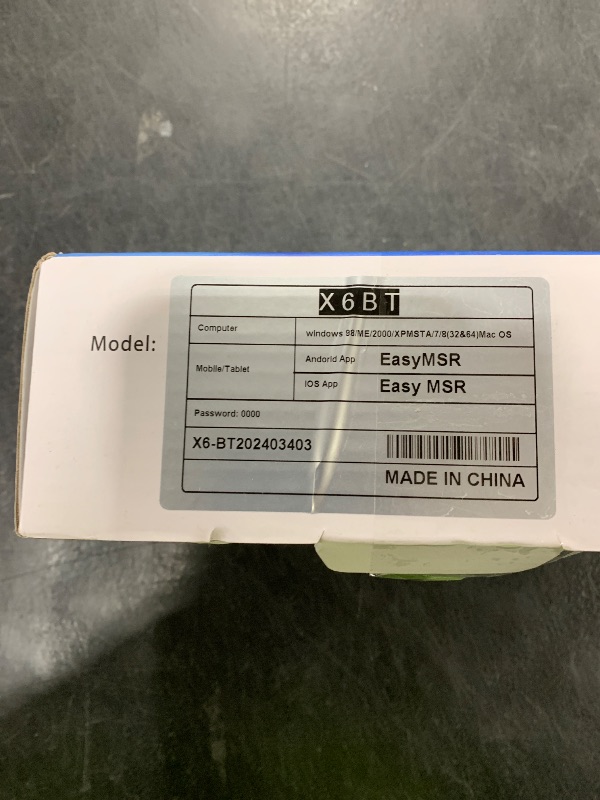 X6BT
Computer windows 98/ME/2000/XPMSTA/7/8(32&64)Mac OS
Model:
Mobile/Tablet
Andorid App EasyMSR
IOS App Easy MSR
Password: 0000
X6-BT202403403
MADE IN CHINA